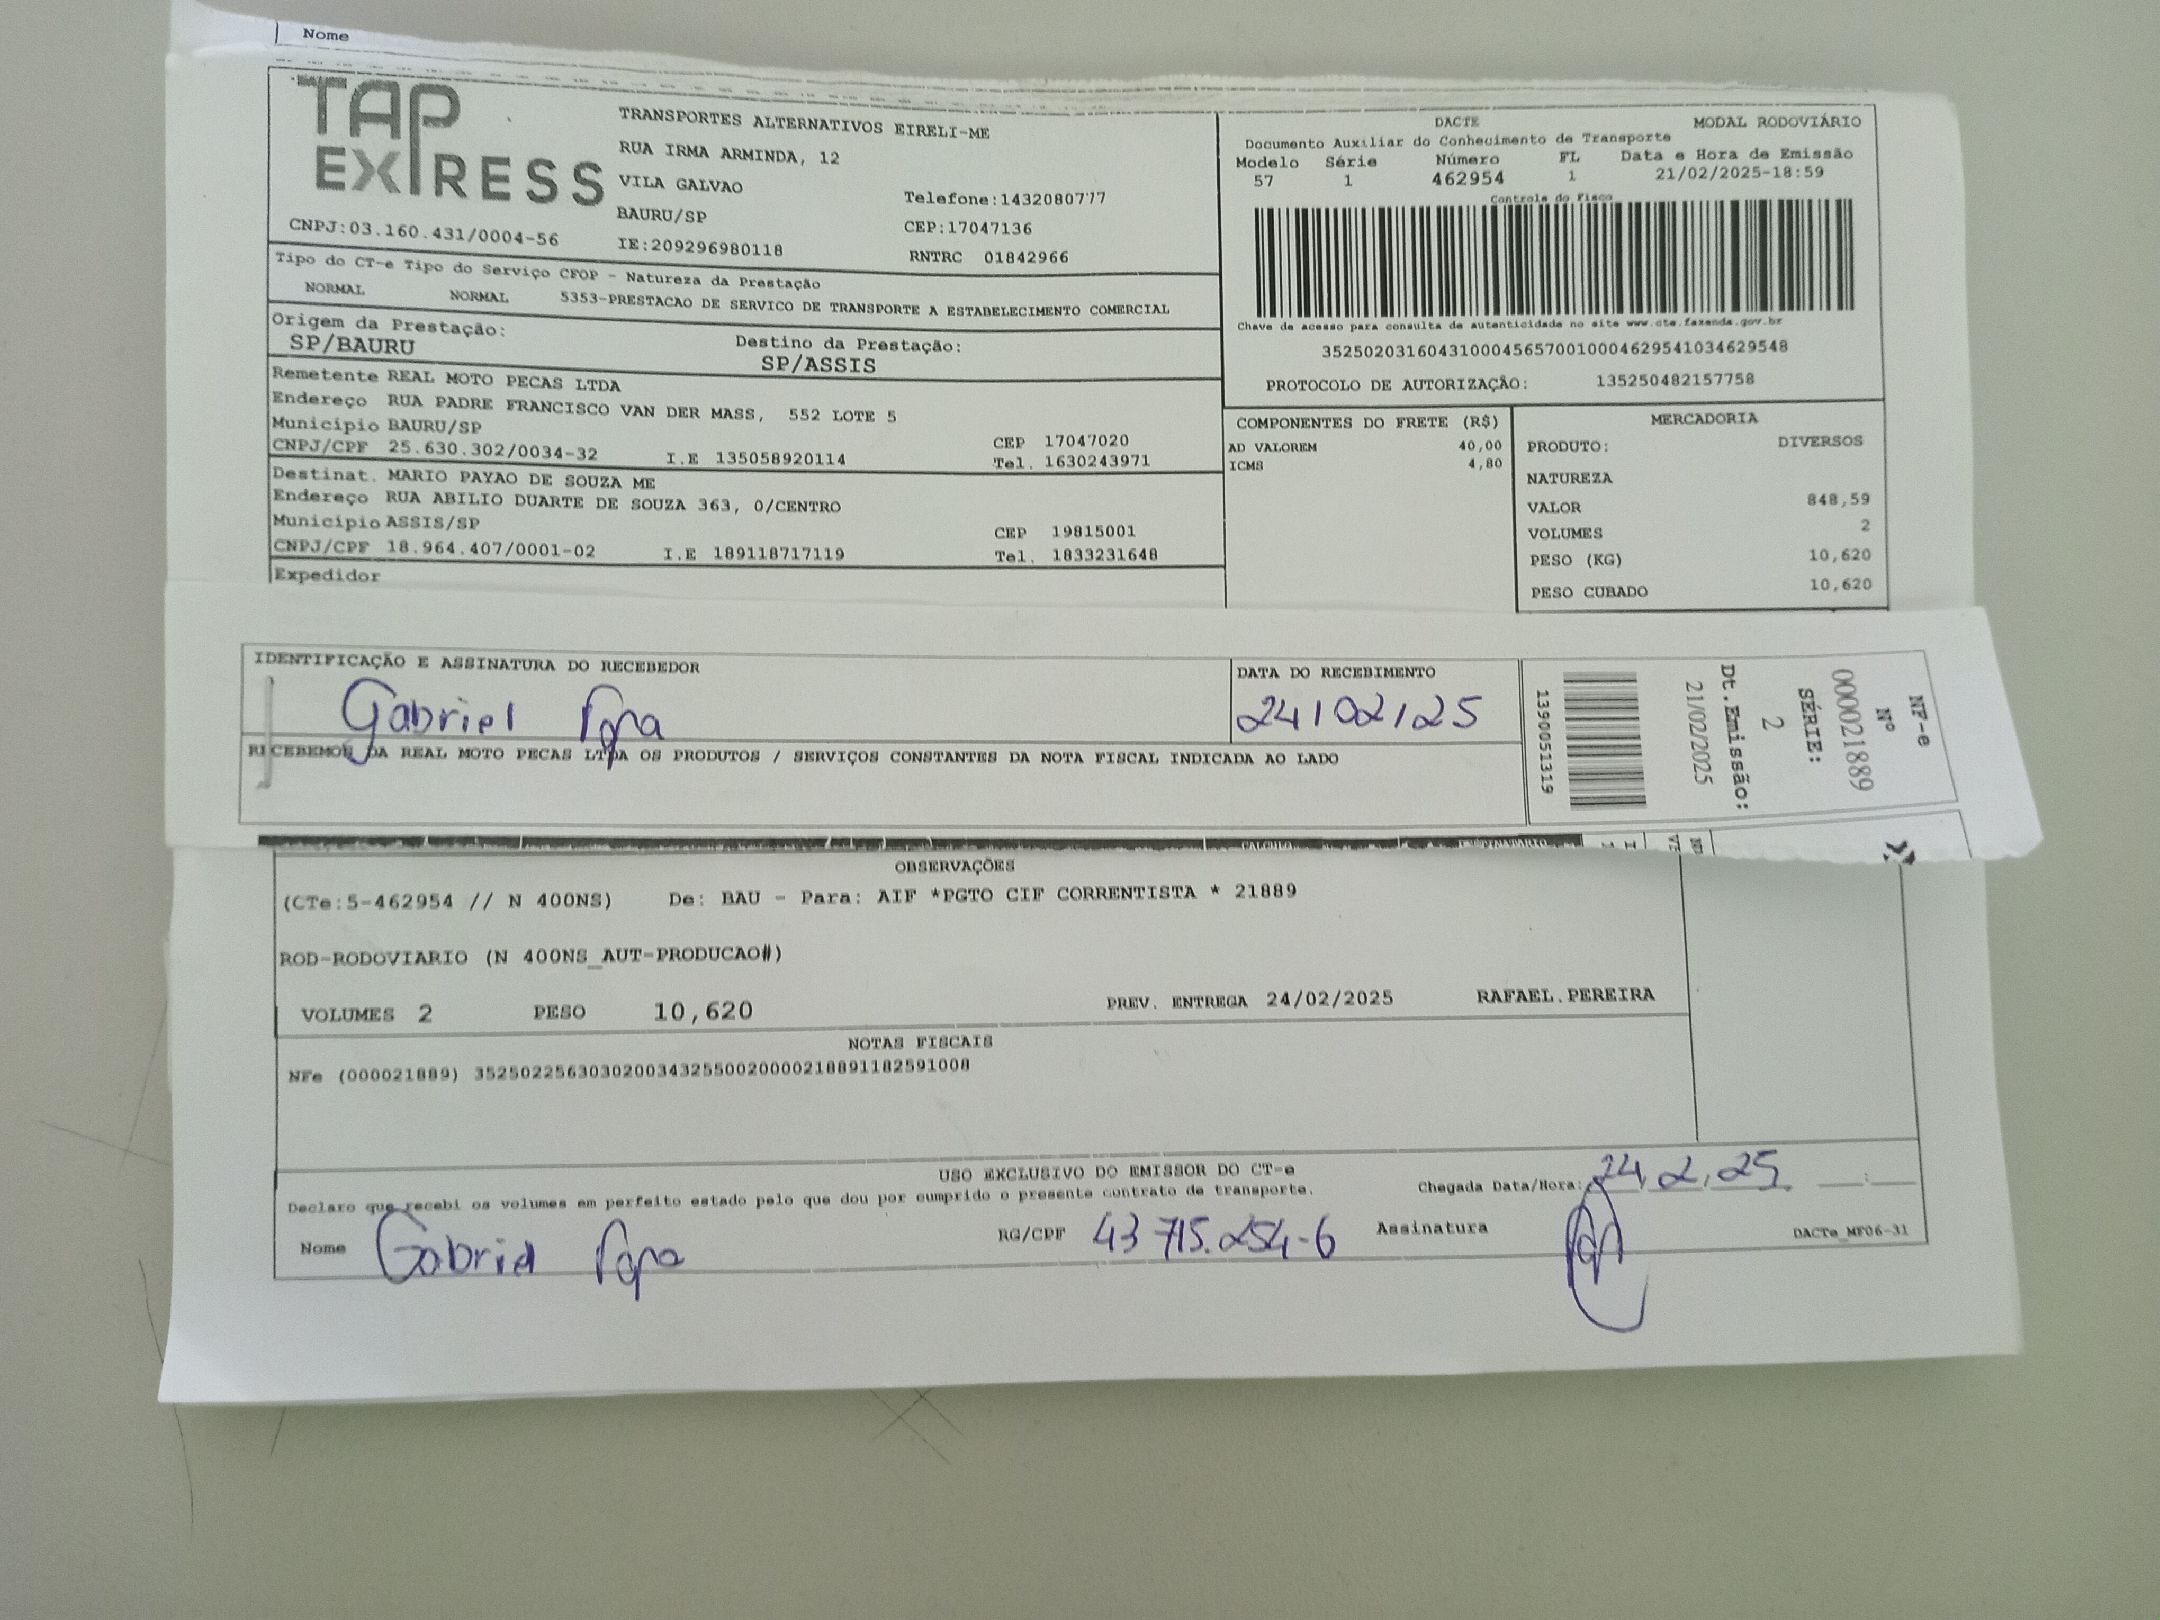 Nome
TAP EXPRESS
TRANSPORTES ALTERNATIVOS EIRELI-ME
RUA IRMA ARMINDA, 12
VILA GALVAO
Telefone:1432080777
BAURU/SP
CEP:17047136
CNPJ:03.160.431/0004-56
IE:209296980118
RNTRC 01842966
DACTE
MODAL RODOVIÁRIO
Documento Auxiliar do Conhecimento de Transporte
Modelo Série Número FL Data e Hora de Emissão
57 1 462954 1 21/02/2025-18:59
Controle do Fisco
Chave de acesso para consulta de autenticidade no site www.cte.fazenda.gov.br
35250203160431000456570010004629541034629548
PROTOCOLO DE AUTORIZAÇÃO: 135250482157758
Tipo do CT-e Tipo do Serviço CFOP - Natureza da Prestação
NORMAL NORMAL 5353-PRESTACAO DE SERVICO DE TRANSPORTE A ESTABELECIMENTO COMERCIAL
Origem da Prestação: Destino da Prestação:
SP/BAURU SP/ASSIS
Remetente REAL MOTO PECAS LTDA
Endereço RUA PADRE FRANCISCO VAN DER MASS, 552 LOTE 5
Município BAURU/SP CEP 17047020
CNPJ/CPF 25.630.302/0034-32 I.E 135058920114 Tel. 1630243971
Destinat. MARIO PAYAO DE SOUZA ME
Endereço RUA ABILIO DUARTE DE SOUZA 363, 0/CENTRO
Município ASSIS/SP CEP 19815001
CNPJ/CPF 18.964.407/0001-02 I.E 189118717119 Tel. 1833231648
Expedidor
COMPONENTES DO FRETE (R$)
AD VALOREM 40,00
ICMS 4,80
MERCADORIA
PRODUTO: DIVERSOS
NATUREZA
VALOR 848,59
VOLUMES 2
PESO (KG) 10,620
PESO CUBADO 10,620
IDENTIFICAÇÃO E ASSINATURA DO RECEBEDOR
Gabriel Papa
DATA DO RECEBIMENTO
24/02/25
RECEBEMOS DA REAL MOTO PECAS LTDA OS PRODUTOS / SERVIÇOS CONSTANTES DA NOTA FISCAL INDICADA AO LADO
NF-e
Nº
000021889
SÉRIE:
2
Dt.Emissão:
21/02/2025
1390051319
OBSERVAÇÕES
(CTe:5-462954 // N 400NS) De: BAU - Para: AIF *PGTO CIF CORRENTISTA * 21889
ROD-RODOVIARIO (N 400NS_AUT-PRODUCAO#)
VOLUMES 2 PESO 10,620 PREV. ENTREGA 24/02/2025 RAFAEL.PEREIRA
NOTAS FISCAIS
NFe (000021889) 35250225630302003432550020000218891182591008
USO EXCLUSIVO DO EMISSOR DO CT-e
Declaro que recebi os volumes em perfeito estado pelo que dou por cumprido o presente contrato de transporte.
Chegada Data/Hora: 24,2,25 :
Nome Gabriel Papa RG/CPF 43 715.254-6 Assinatura
DACTe_MF06-31